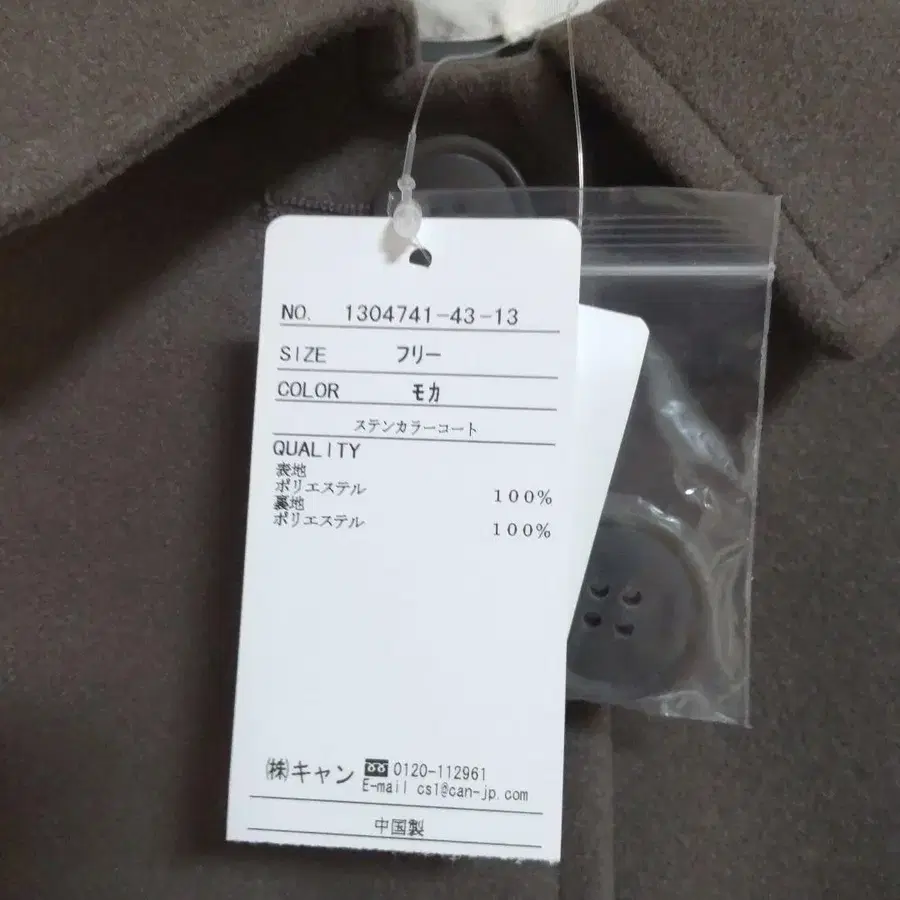 NO. 1304741-43-13
SIZE フリー
COLOR モカ
ステンカラーコート
QUALITY
表地
ポリエステル 100%
裏地
ポリエステル 100%
㈱キャン 0120-112961
E-mail cs1@can-jp.com
中国製